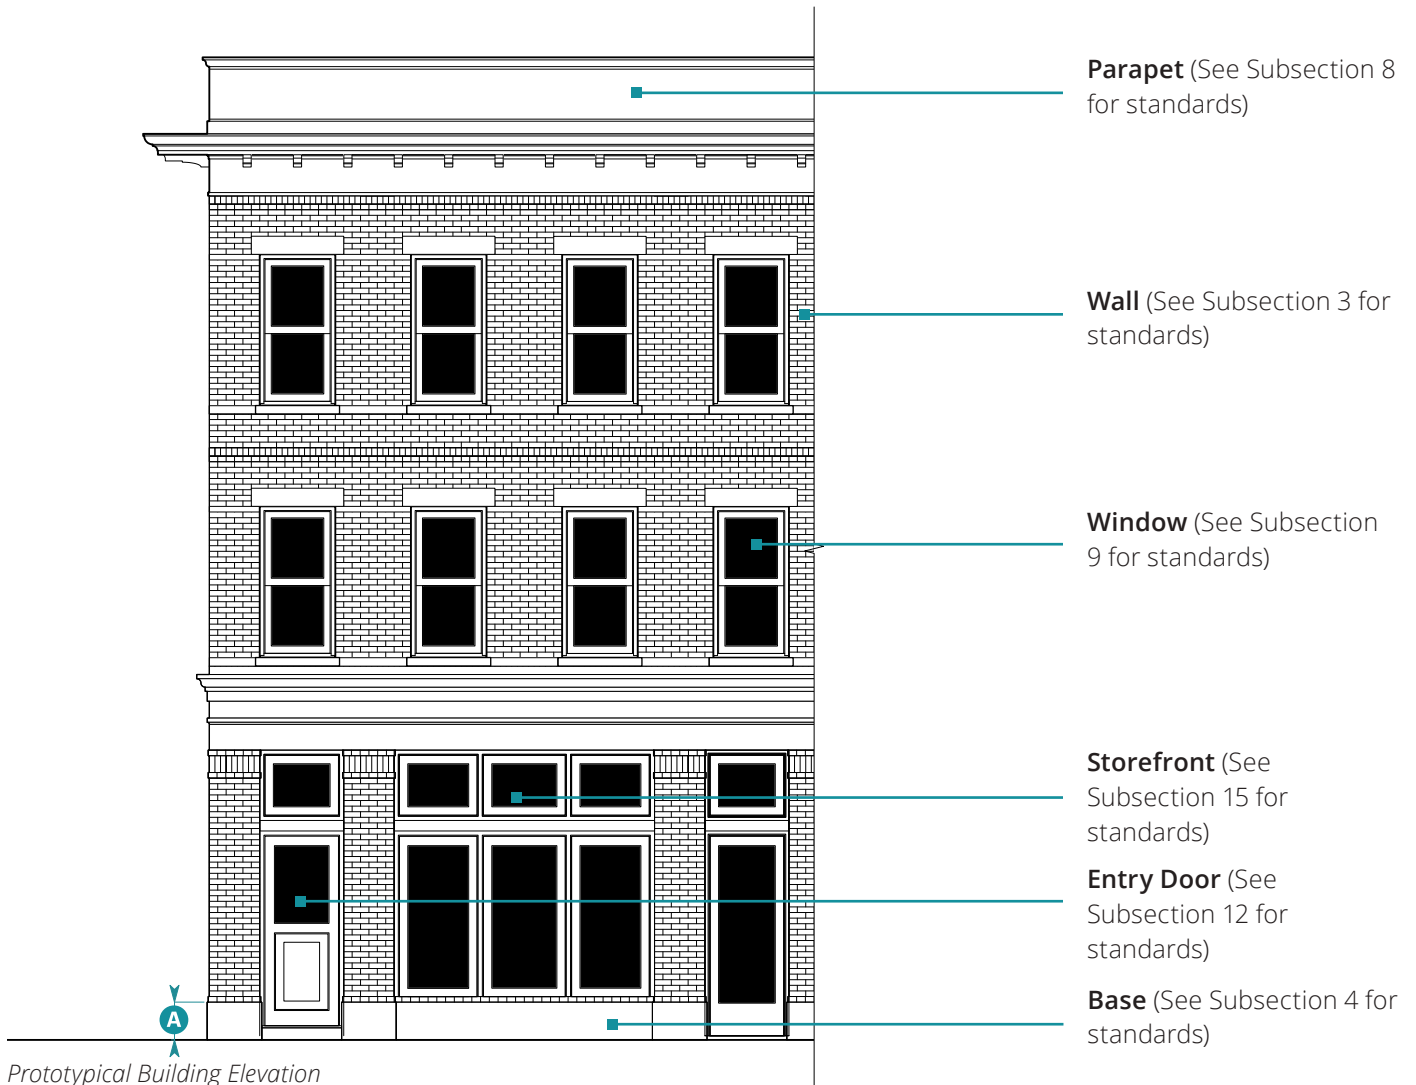 Parapet (See Subsection 8
for standards)
Wall (See Subsection 3 for
standards)
Window (See Subsection
9 for standards)
Storefront (See
Subsection 15 for
standards)
Entry Door (See
Subsection 12 for
standards)
Base (See Subsection 4 for
standards)
A
Prototypical Building Elevation